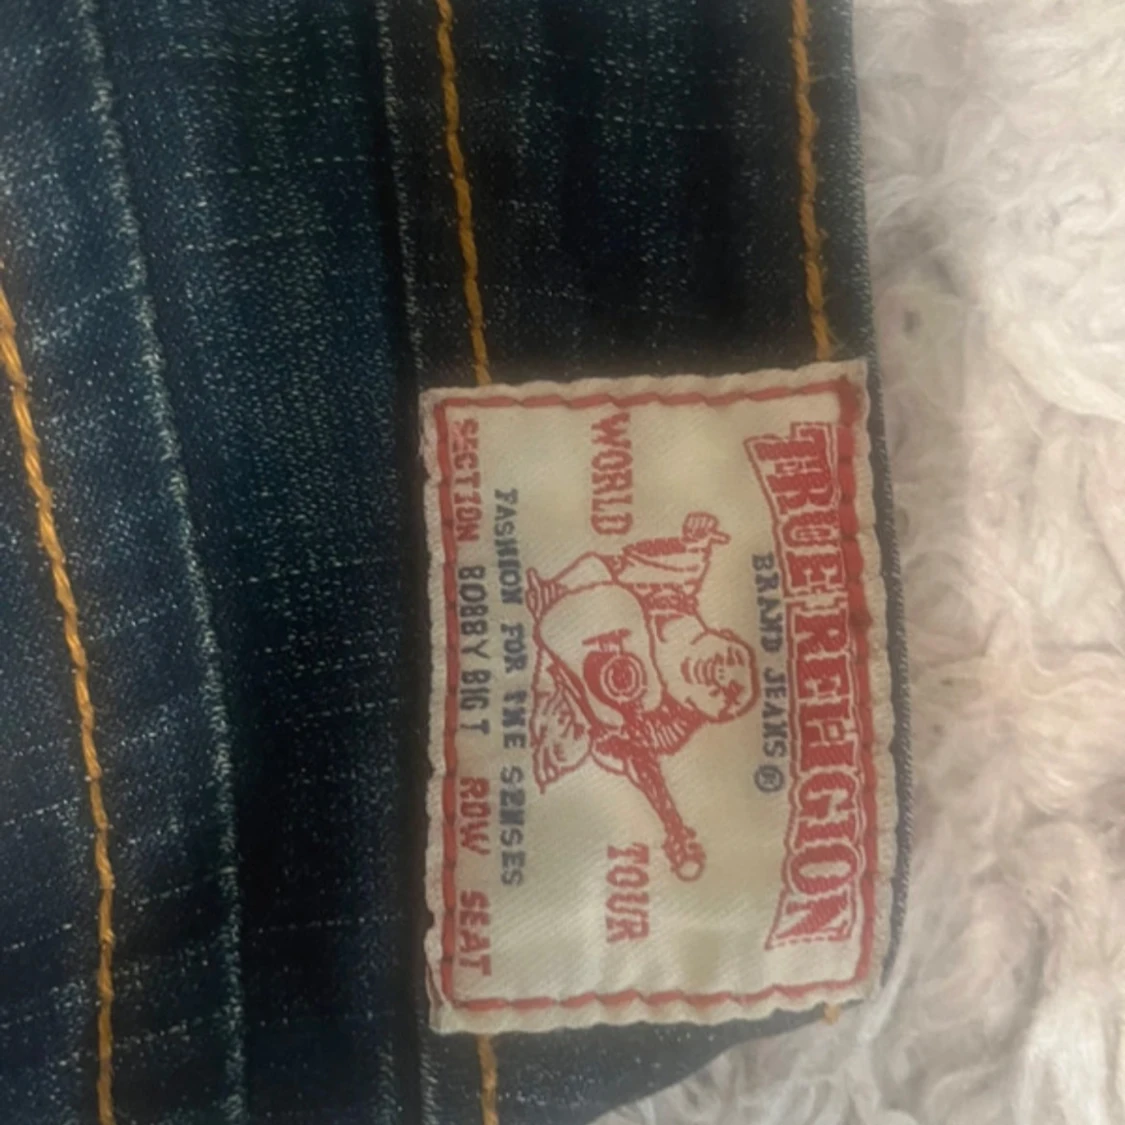 TRUE RELIGION
BRAND JEANS ®
WORLD TOUR
FASHION FOR THE SENSES
SECTION BOBBY BIG T ROW SEAT